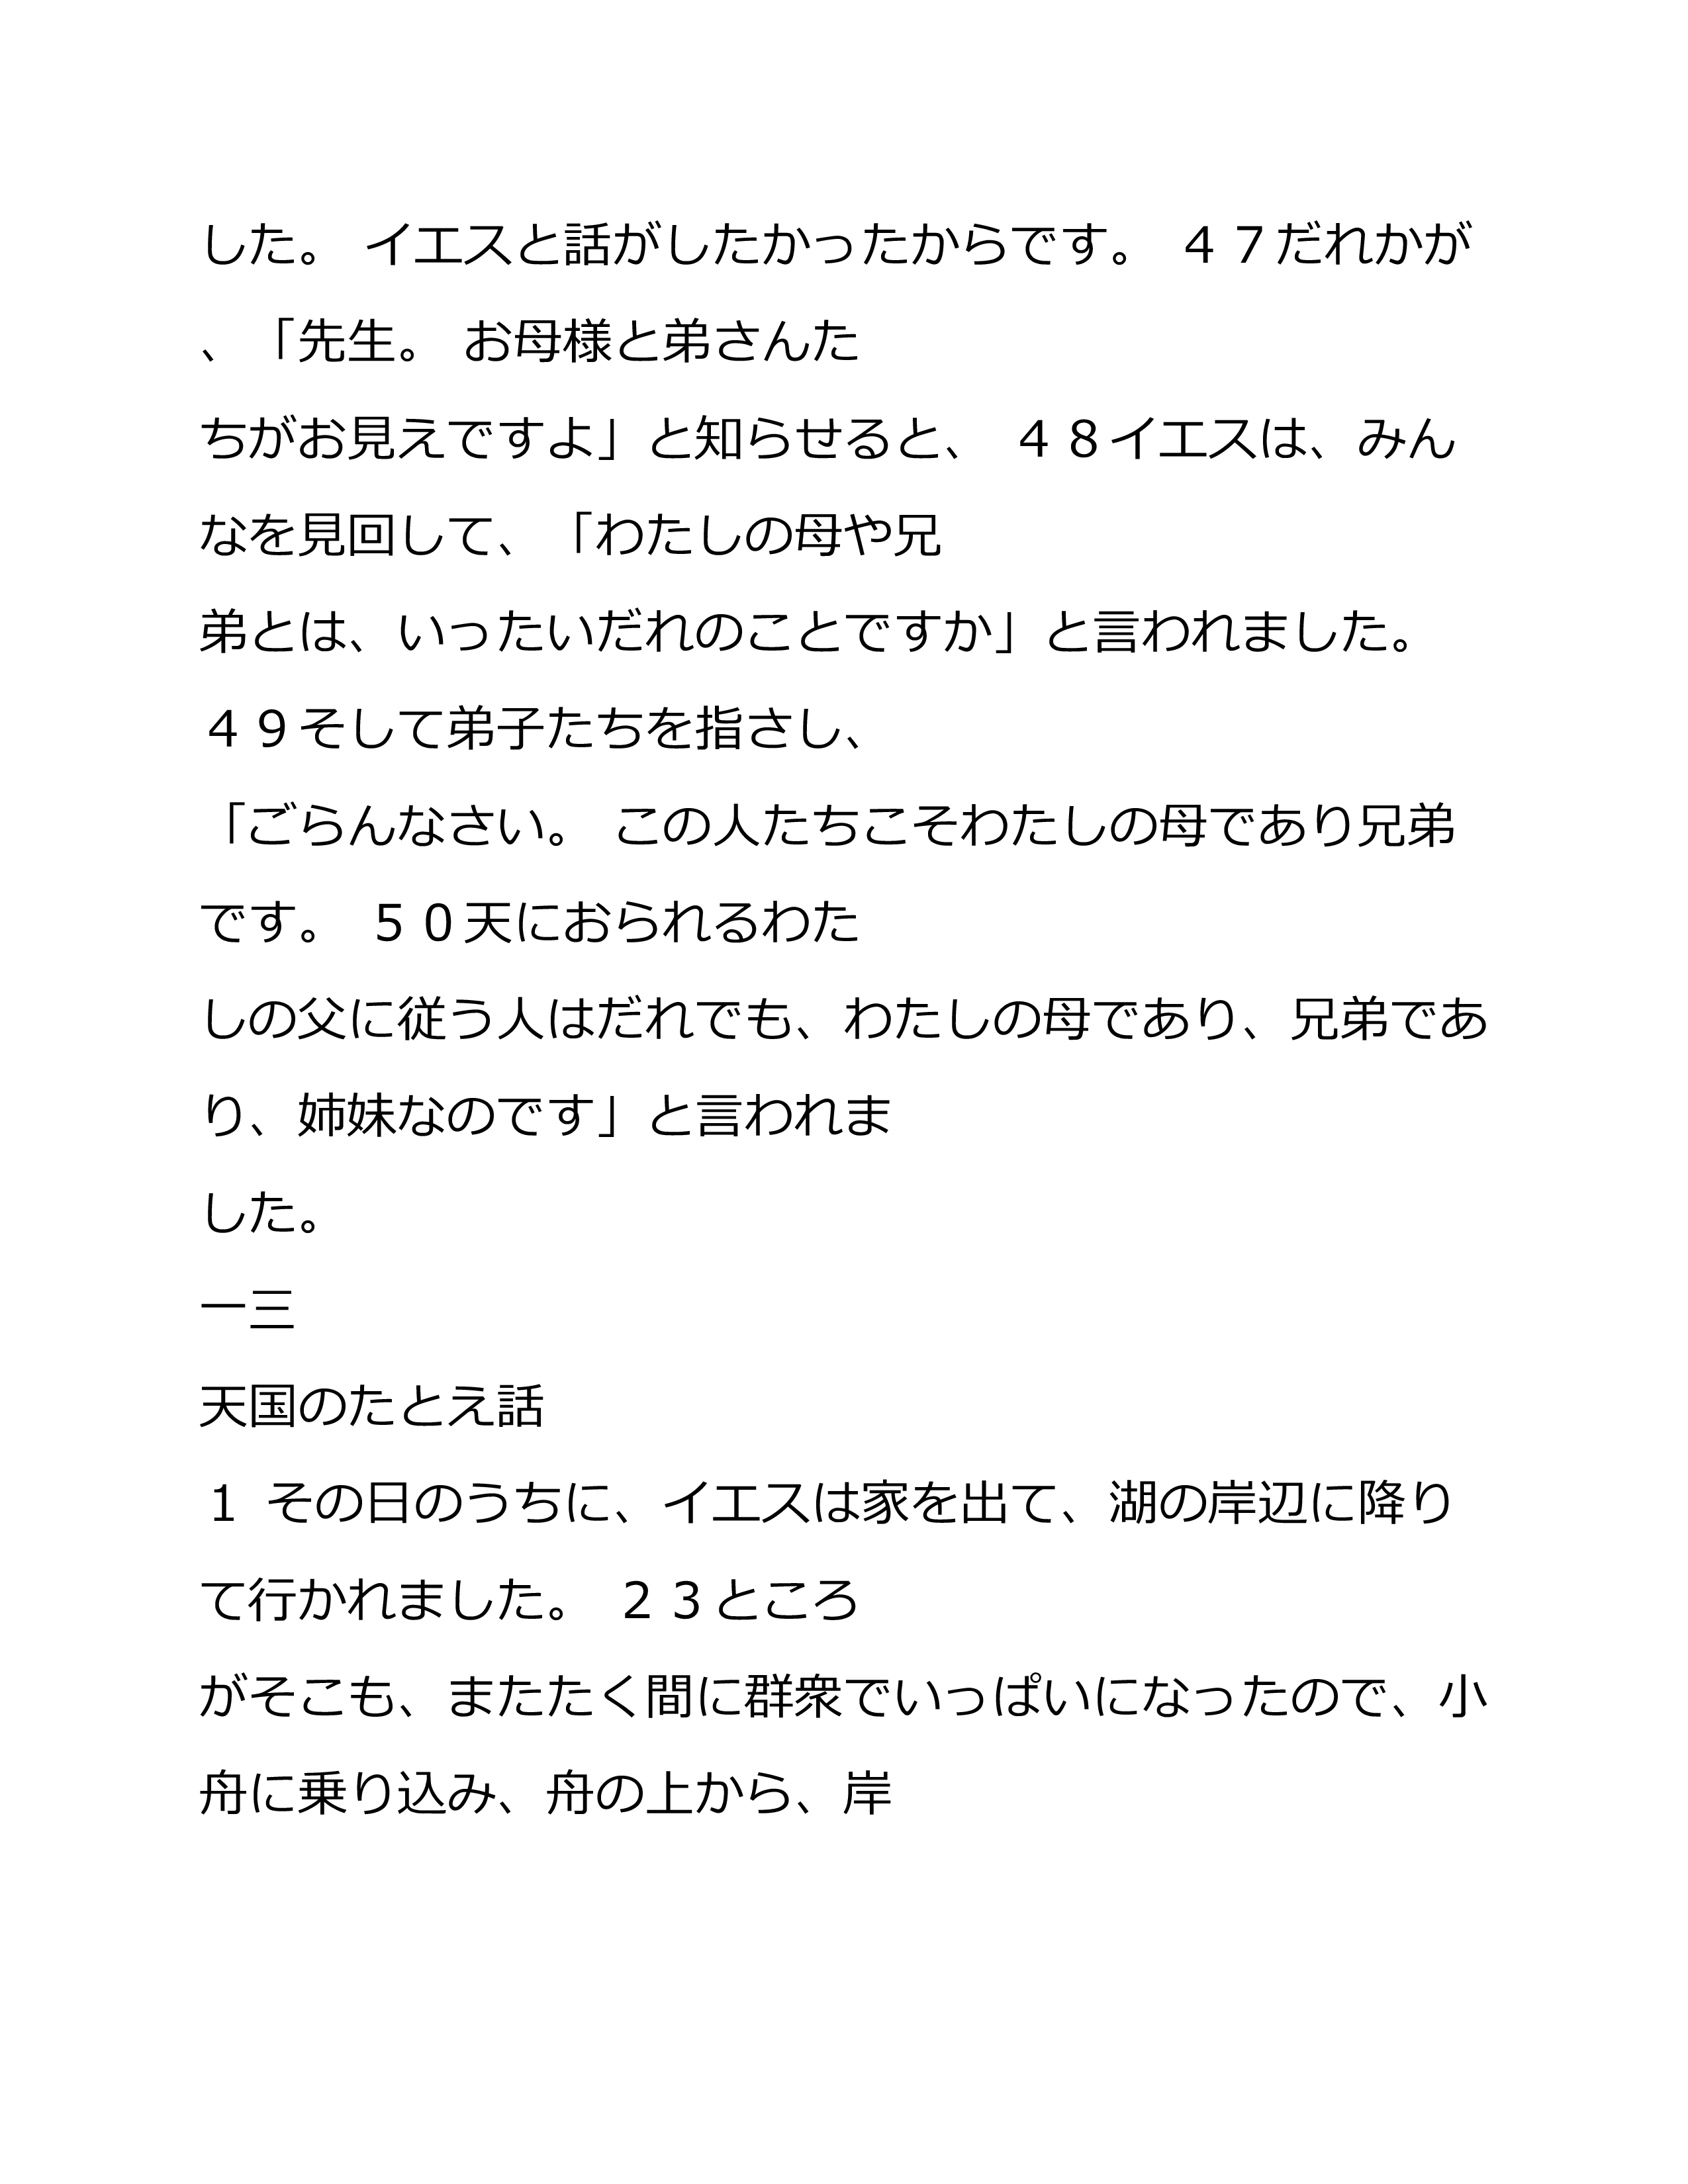 した。 イエスと話がしたかったからです。 ４７だれかが
、「先生。 お母様と弟さんた
ちがお見えですよ」と知らせると、 ４８イエスは、みん
なを見回して、「わたしの母や兄
弟とは、いったいだれのことですか」と言われました。
４９そして弟子たちを指さし、
「ごらんなさい。 この人たちこそわたしの母であり兄弟
です。 ５０天におられるわた
しの父に従う人はだれでも、わたしの母であり、兄弟であ
り、姉妹なのです」と言われま
した。
一三
天国のたとえ話
１ その日のうちに、イエスは家を出て、湖の岸辺に降り
て行かれました。 ２３ところ
がそこも、またたく間に群衆でいっぱいになったので、小
舟に乗り込み、舟の上から、岸